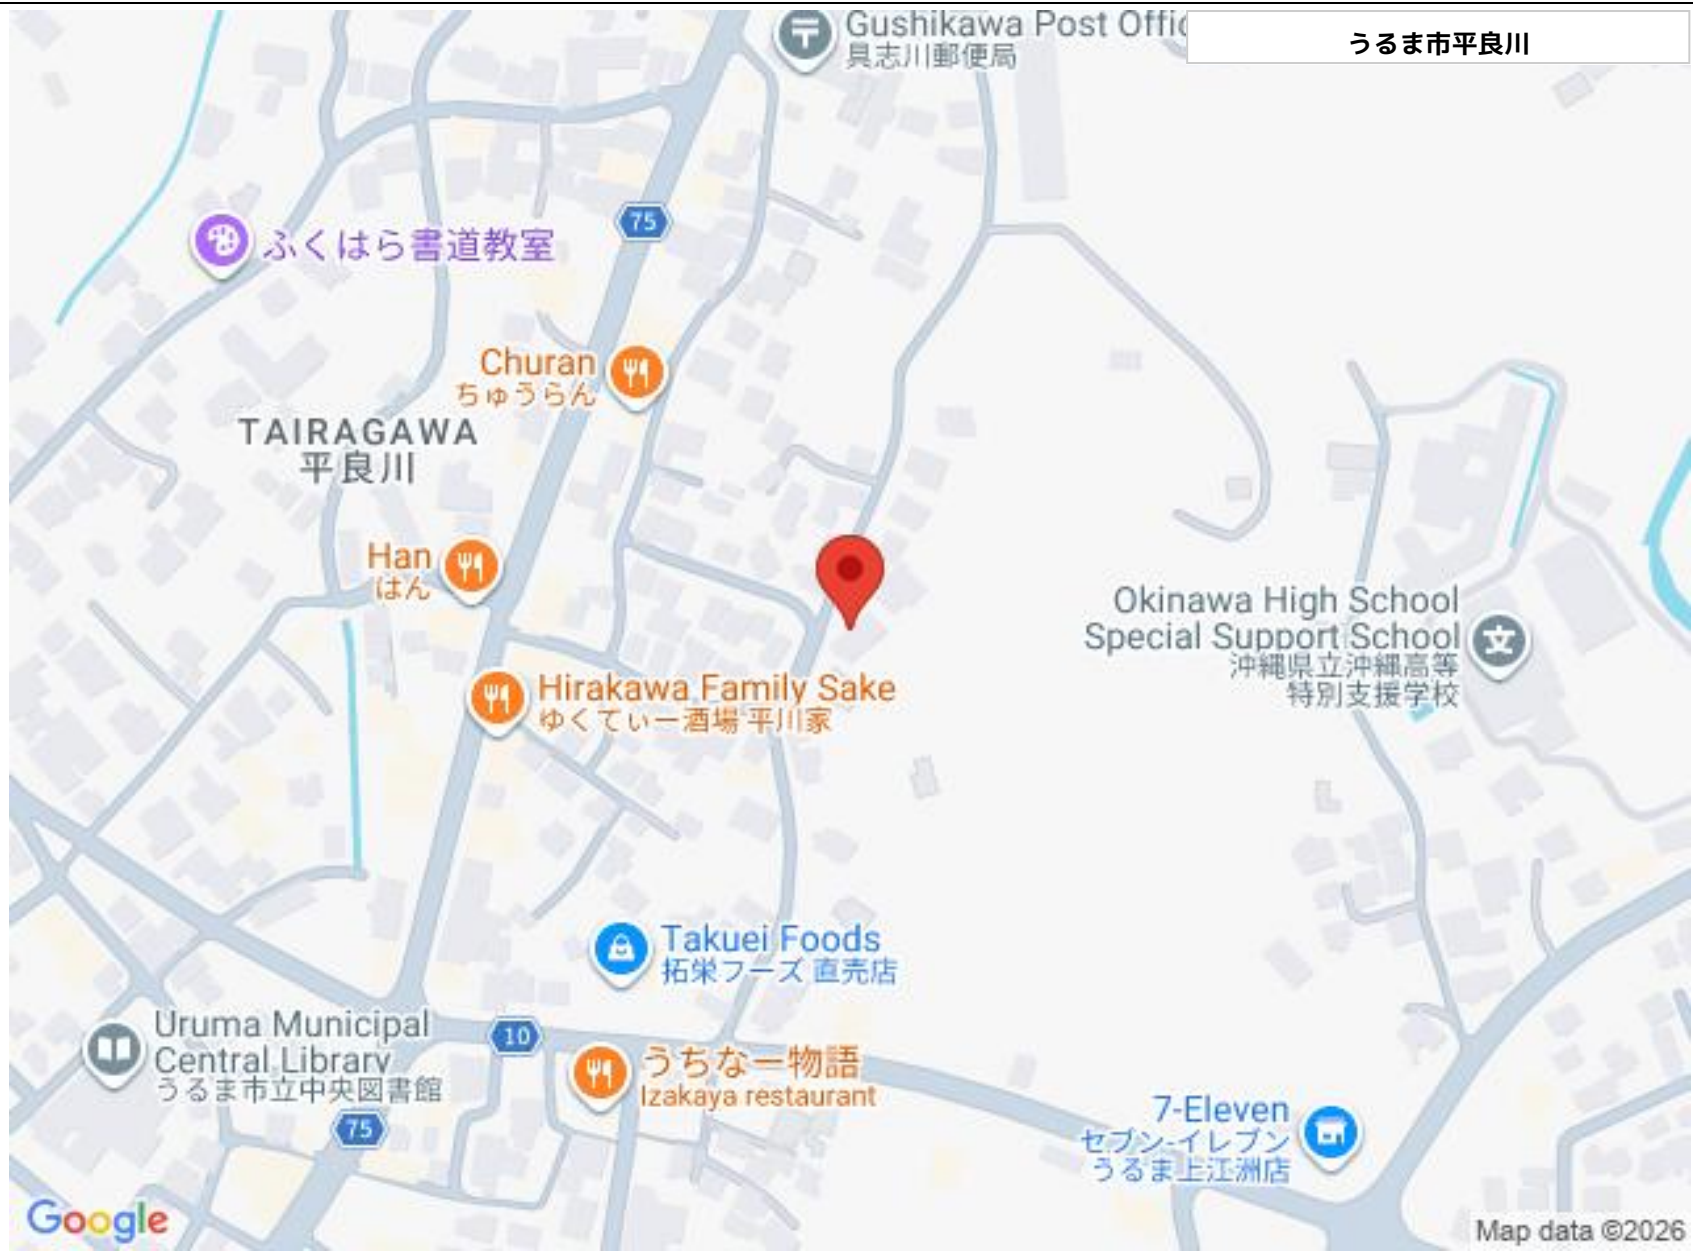 Gushikawa Post Offic
具志川郵便局
うるま市平良川
75
ふくはら書道教室
Churan
ちゅうらん
TAIRAGAWA
平良川
Han
はん
Okinawa High School
Special Support School
沖縄県立沖縄高等
特別支援学校
Hirakawa Family Sake
ゆくてぃー酒場 平川家
Takuei Foods
拓栄フーズ 直売店
Uruma Municipal
Central Library
うるま市立中央図書館
10
うちなー物語
Izakaya restaurant
75
7-Eleven
セブン-イレブン
うるま上江洲店
Google
Map data ©2026